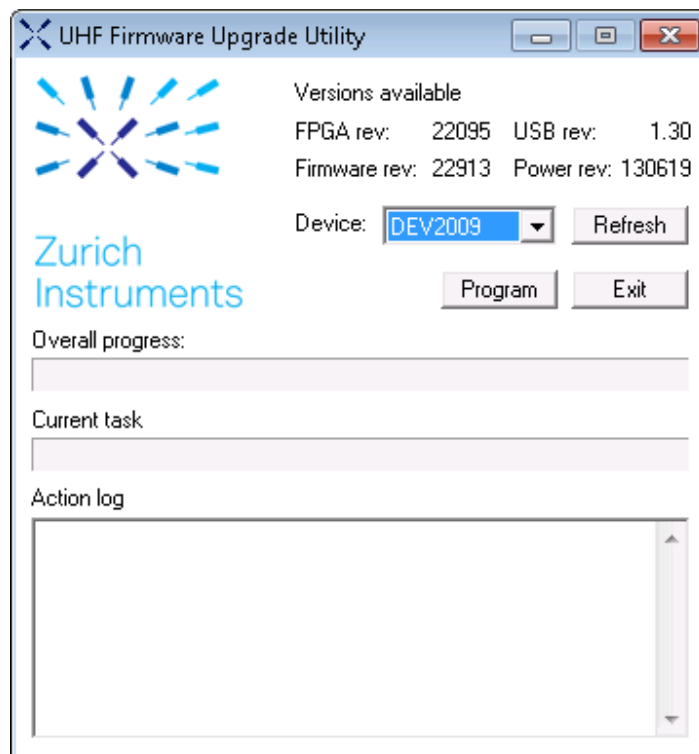 UHF Firmware Upgrade Utility
Versions available
FPGA rev: 22095 USB rev: 1.30
Firmware rev: 22913 Power rev: 130619
Device: DEV2009 Refresh
Zurich
Instruments
Program Exit
Overall progress:
Current task
Action log